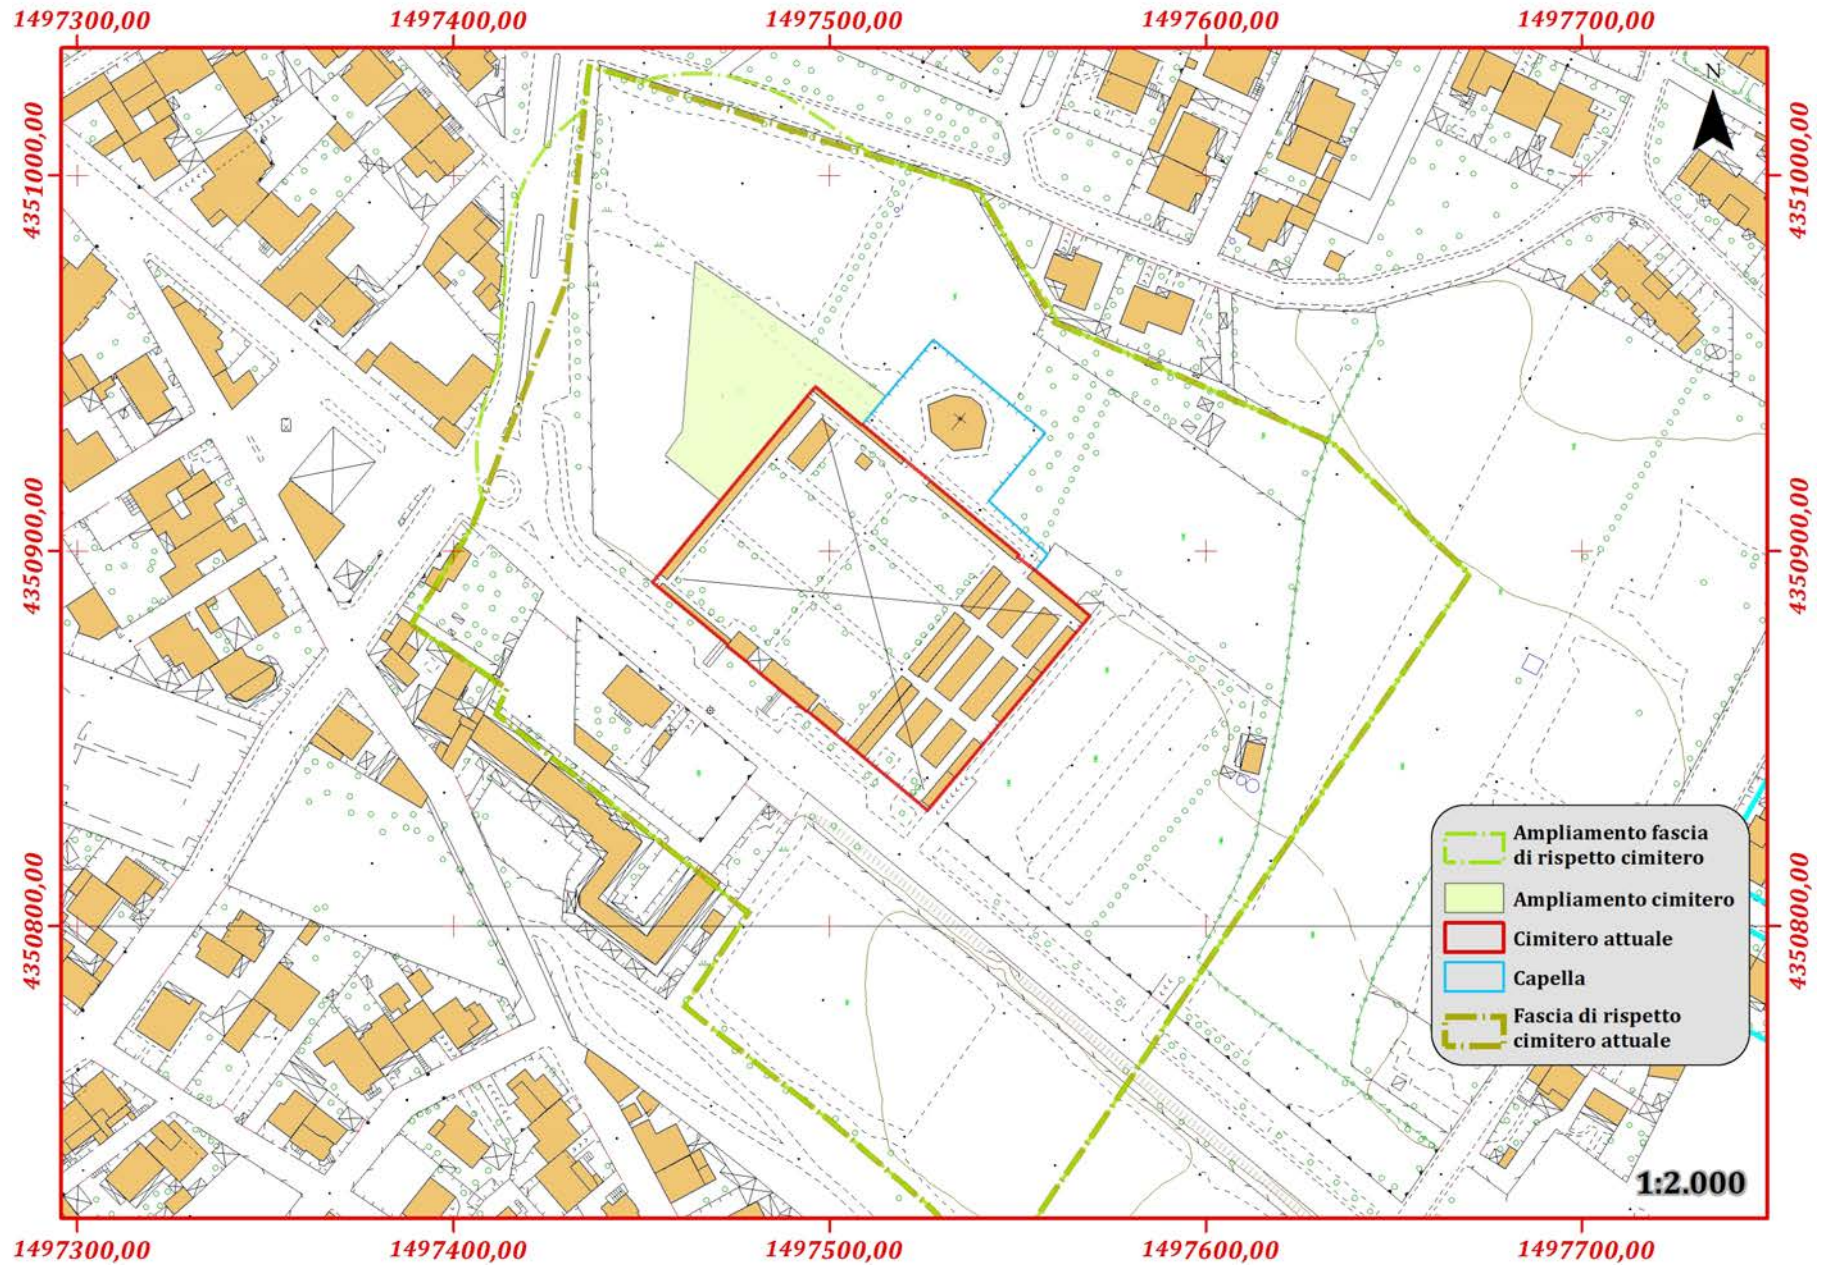 1497300,00 1497400,00 1497500,00 1497600,00 1497700,00
N
4351000,00 4351000,00
4350900,00 4350900,00
4350800,00 4350800,00
Ampliamento fascia
di rispetto cimitero
Ampliamento cimitero
Cimitero attuale
Capella
Fascia di rispetto
cimitero attuale
1:2.000
1497300,00 1497400,00 1497500,00 1497600,00 1497700,00